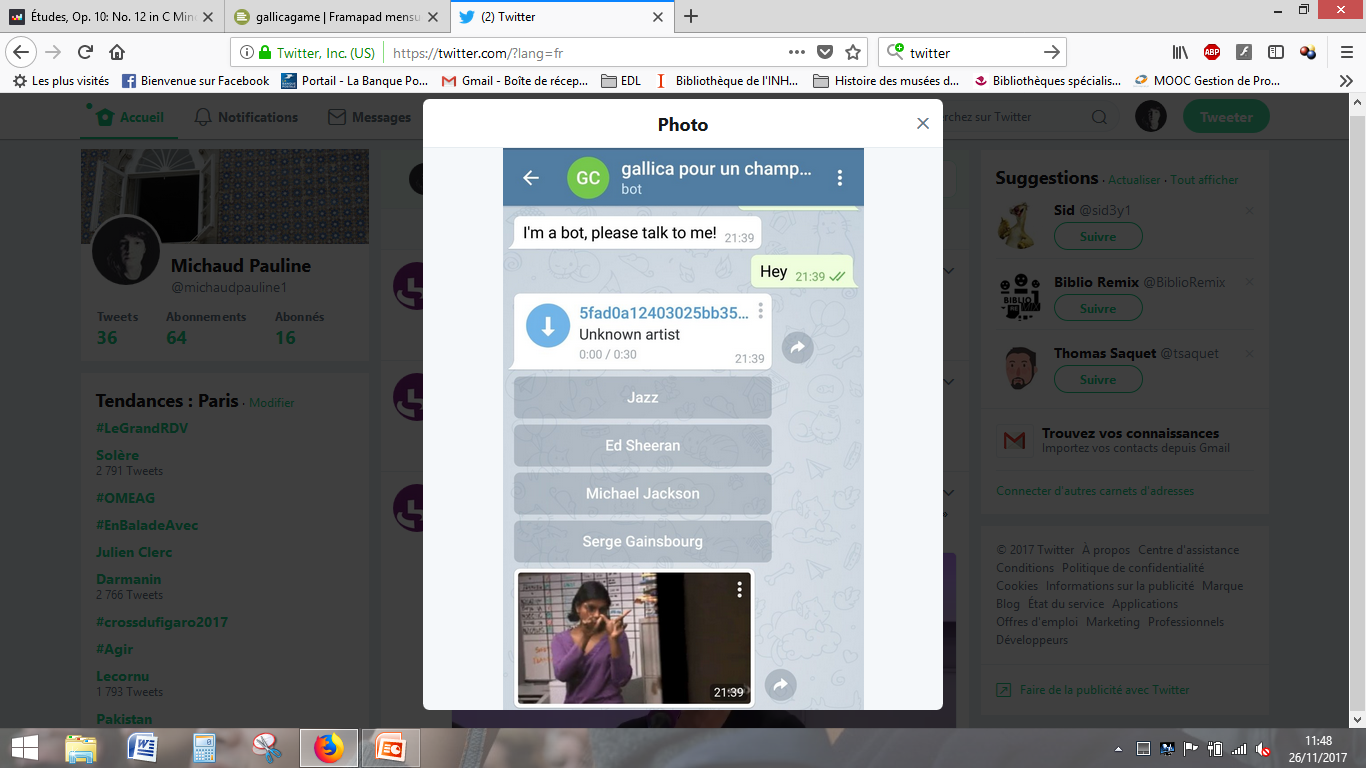 Études, Op. 10: No. 12 in C Min
gallicagame | Framapad mensu
(2) Twitter
Twitter, Inc. (US)
https://twitter.com/?lang=fr
twitter
Les plus visités
Bienvenue sur Facebook
Portail - La Banque Po...
Gmail - Boîte de récep...
EDL
Bibliothèque de l'INH...
Histoire des musées d...
Bibliothèques spécialis...
MOOC Gestion de Pro...
Accueil
Notifications
Messages
Photo
chez sur Twitter
Tweeter
gallica pour un champ...
GC
bot
I'm a bot, please talk to me! 21:39
Hey 21:39
5fad0a12403025bb35...
Unknown artist
0:00 / 0:30
21:39
Jazz
Ed Sheeran
Michael Jackson
Serge Gainsbourg
21:39
Michaud Pauline
@michaudpauline1
Tweets Abonnements Abonnés
36 64 16
Tendances : Paris · Modifier
#LeGrandRDV
Solère
2 791 Tweets
#OMEAG
#EnBaladeAvec
Julien Clerc
Darmanin
2 766 Tweets
#crossdufigaro2017
#Agir
Lecornu
1 793 Tweets
Pakistan
Suggestions · Actualiser · Tout afficher
Sid @sid3y1
Suivre
Biblio Remix @BiblioRemix
BIBLIO
Suivre
Thomas Saquet @tsaquet
Suivre
Trouvez vos connaissances
Importez vos contacts depuis Gmail
Connecter d'autres carnets d'adresses
© 2017 Twitter À propos Centre d'assistance
Conditions Politique de confidentialité
Cookies Informations sur la publicité Marque
Blog État du service Applications
Offres d'emploi Marketing Professionnels
Développeurs
Faire de la publicité avec Twitter
11:48
26/11/2017